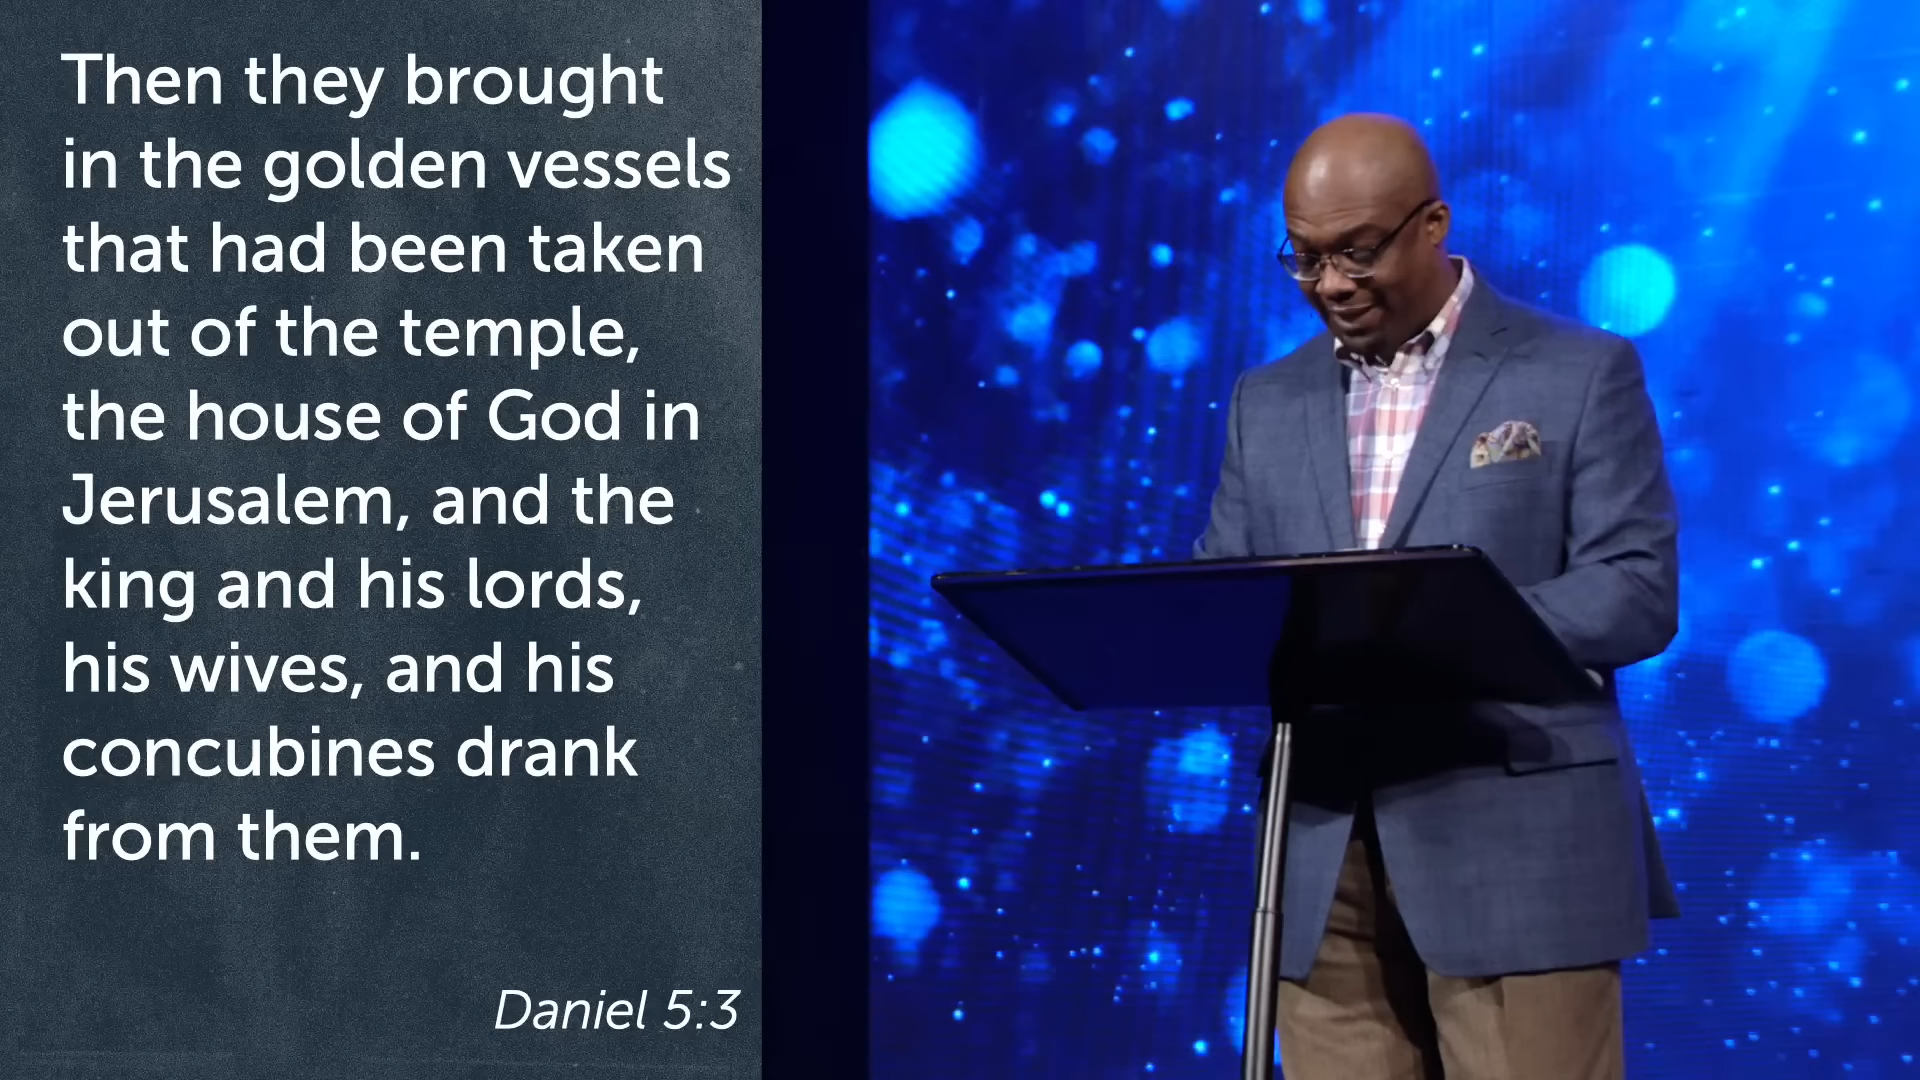 Then they brought
in the golden vessels
that had been taken
out of the temple,
the house of God in
Jerusalem, and the
king and his lords,
his wives, and his
concubines drank
from them.
Daniel 5:3